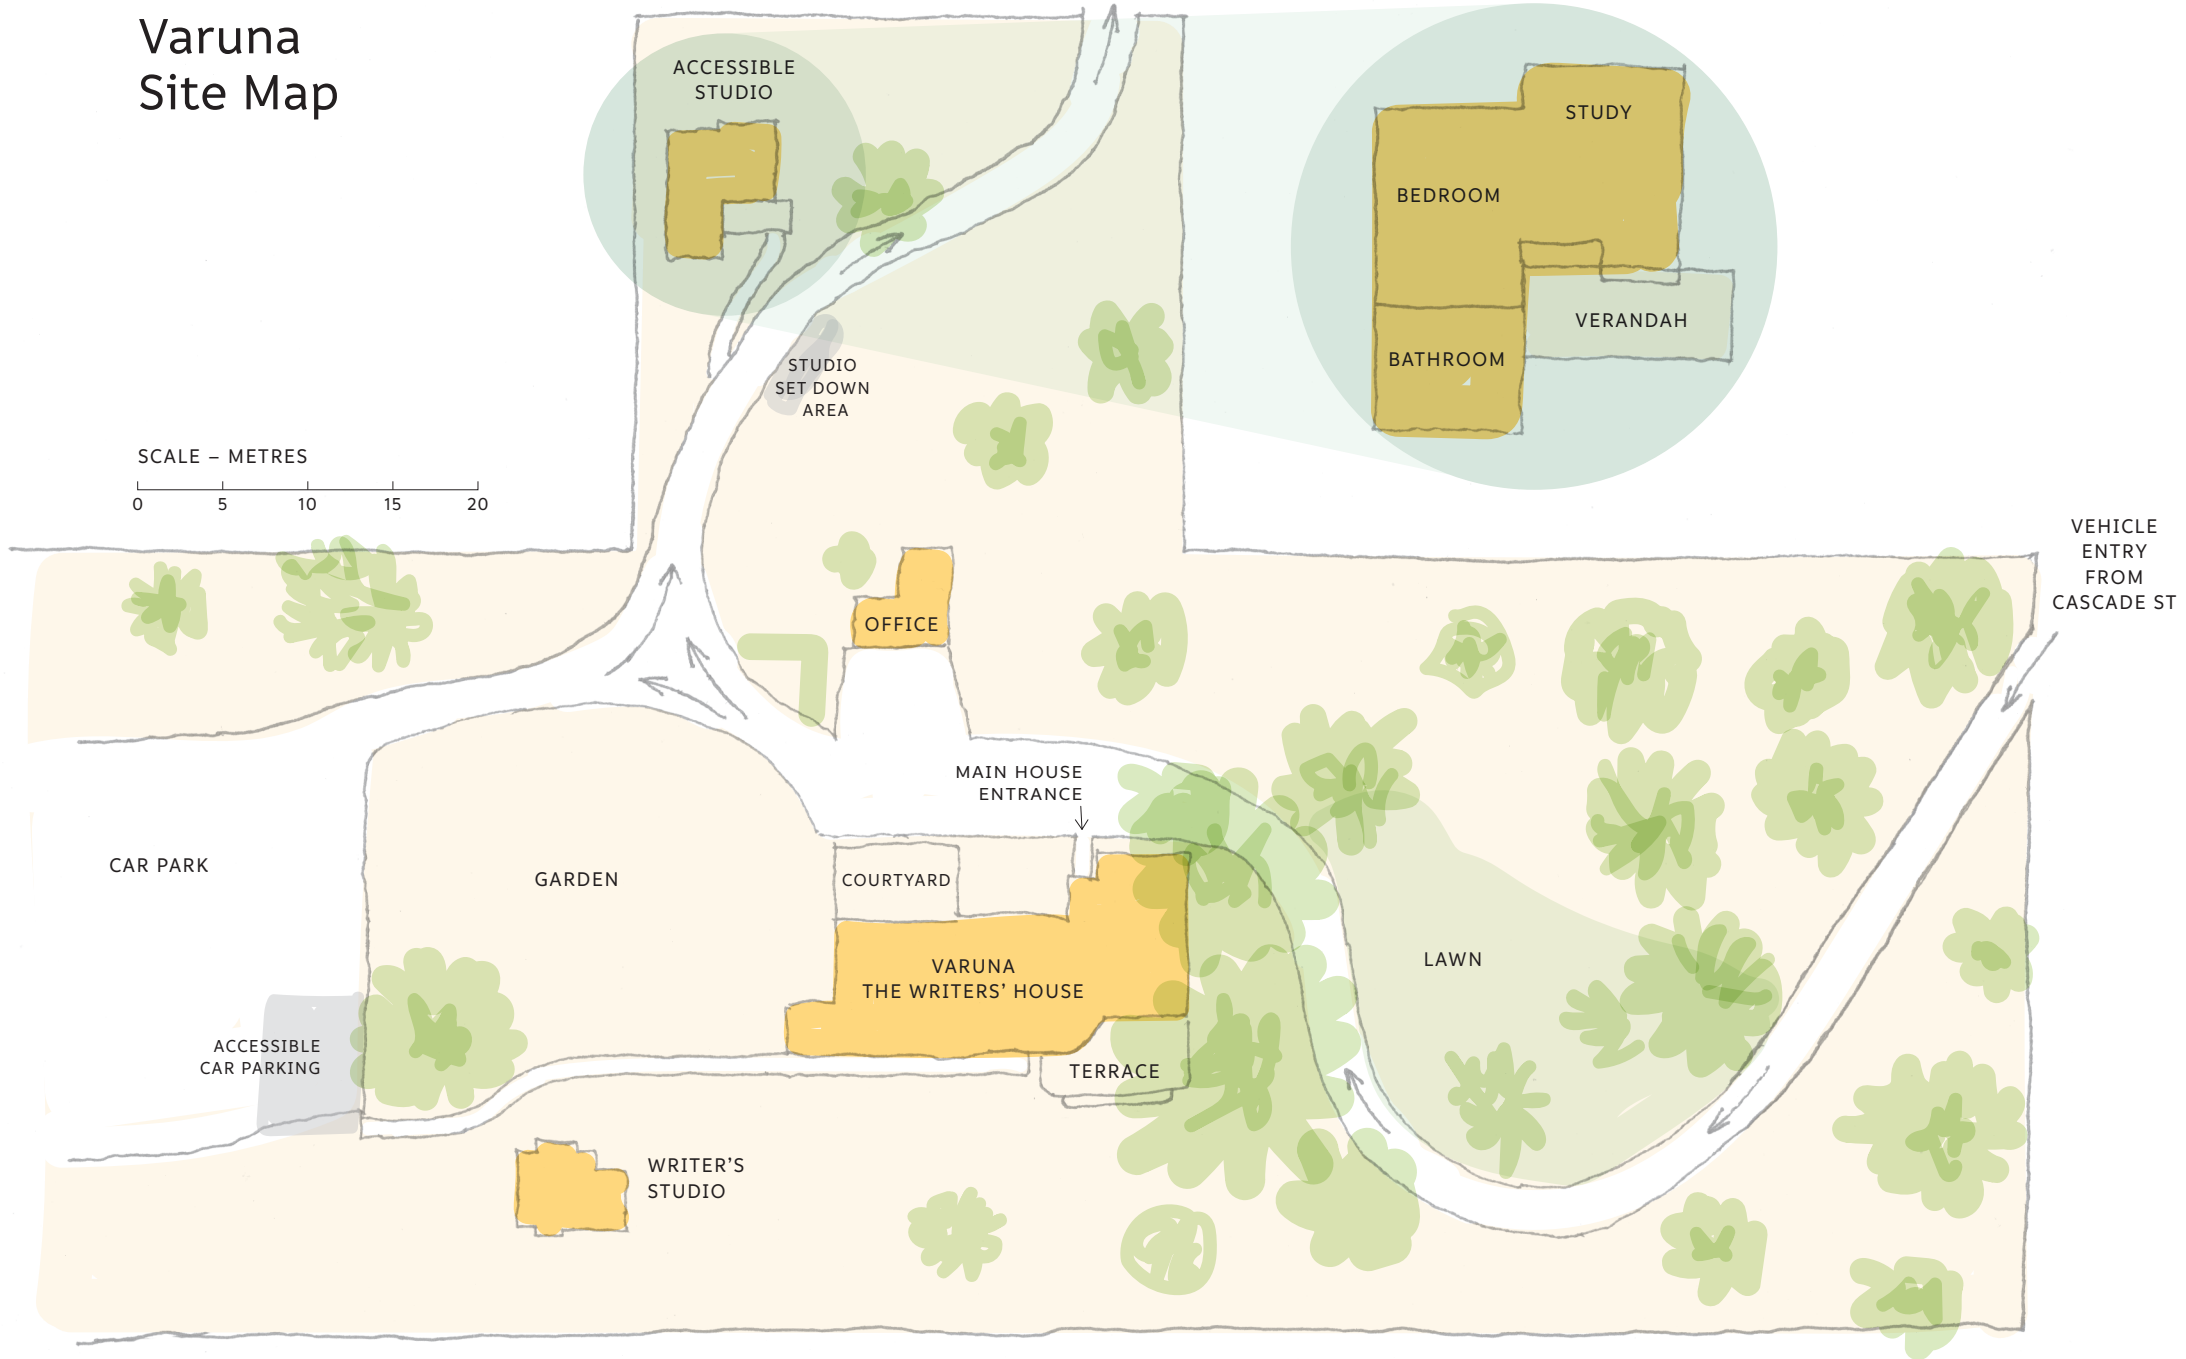 Varuna
Site Map
ACCESSIBLE
STUDIO
STUDY
BEDROOM
VERANDAH
BATHROOM
STUDIO
SET DOWN
AREA
SCALE – METRES
0 5 10 15 20
VEHICLE
ENTRY
FROM
CASCADE ST
OFFICE
MAIN HOUSE
ENTRANCE
CAR PARK
GARDEN
COURTYARD
LAWN
VARUNA
THE WRITERS’ HOUSE
ACCESSIBLE
CAR PARKING
TERRACE
WRITER’S
STUDIO